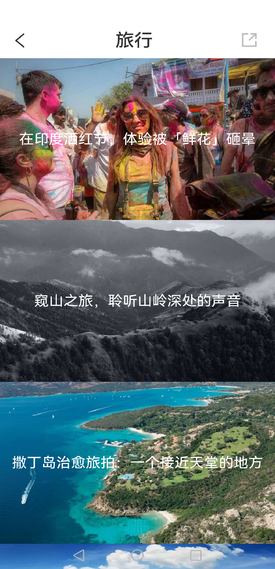 旅行
在印度洒红节，体验被「鲜花」砸晕
窥山之旅，聆听山岭深处的声音
撒丁岛治愈旅拍：一个接近天堂的地方